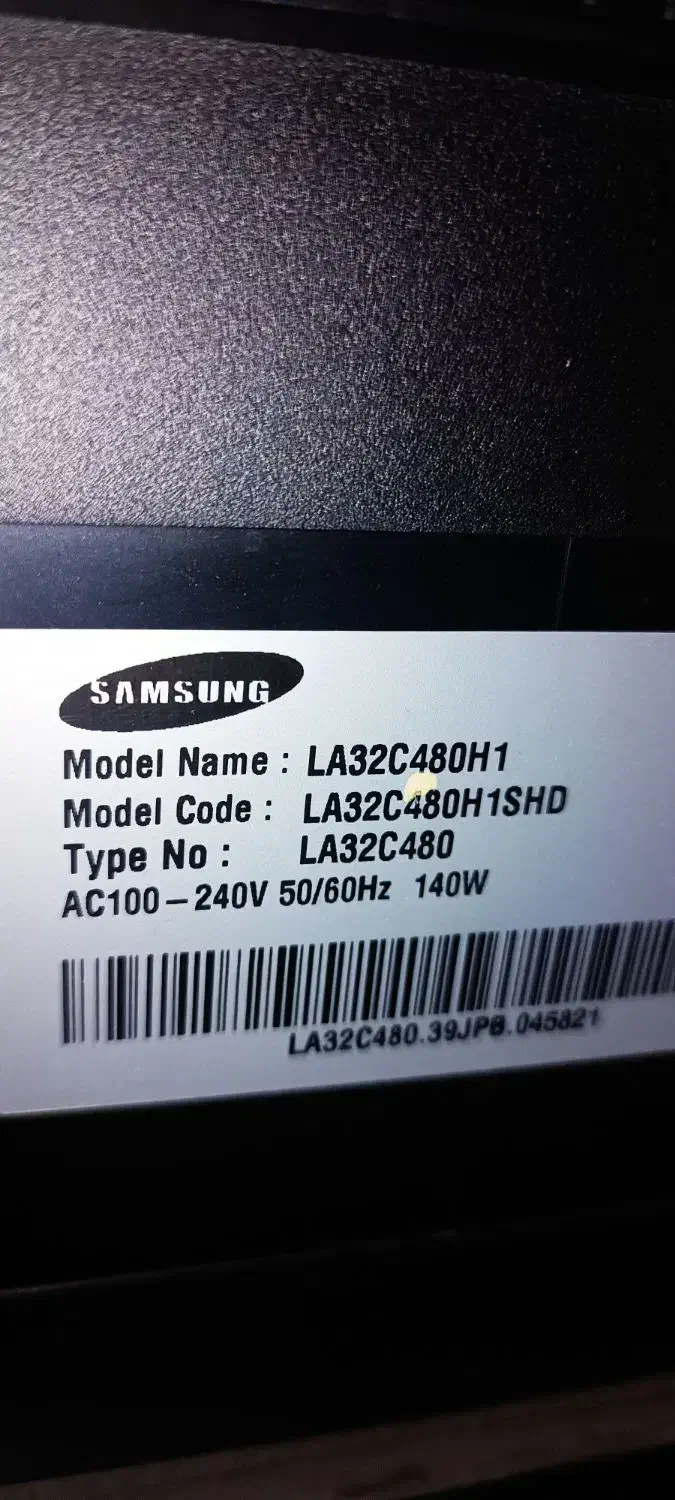 SAMSUNG
Model Name : LA32C480H1
Model Code : LA32C480H1SHD
Type No : LA32C480
AC100-240V 50/60Hz 140W
LA32C480.39JPB.045821